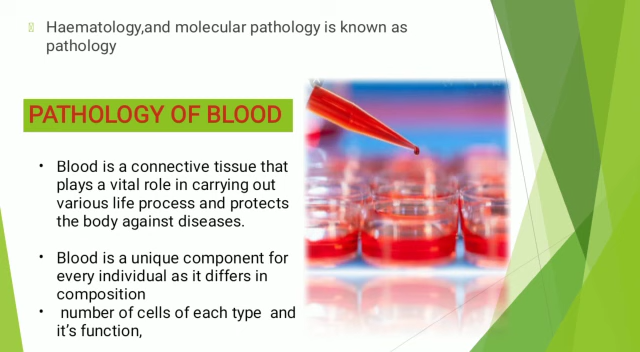 Haematology,and molecular pathology is known as
pathology
PATHOLOGY OF BLOOD
• Blood is a connective tissue that
plays a vital role in carrying out
various life process and protects
the body against diseases.
• Blood is a unique component for
every individual as it differs in
composition
• number of cells of each type and
it’s function,